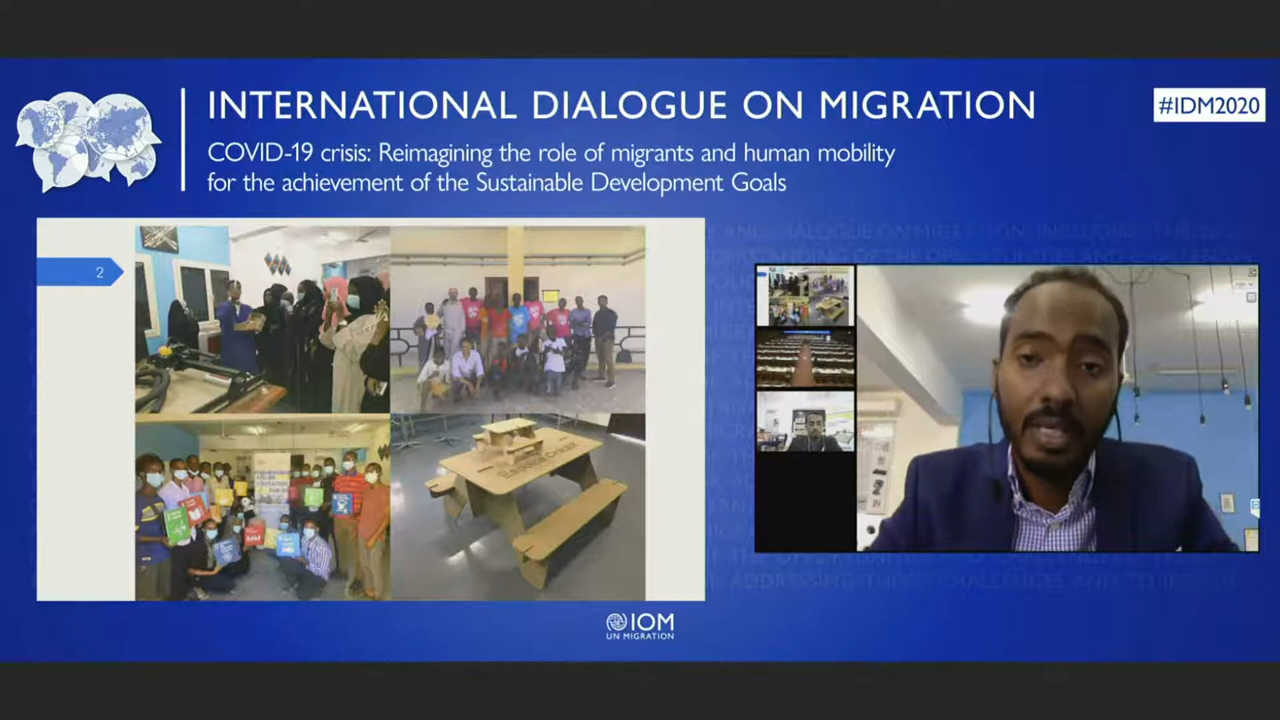 INTERNATIONAL DIALOGUE ON MIGRATION
#IDM2020
COVID-19 crisis: Reimagining the role of migrants and human mobility
for the achievement of the Sustainable Development Goals
2
IOM
UN MIGRATION